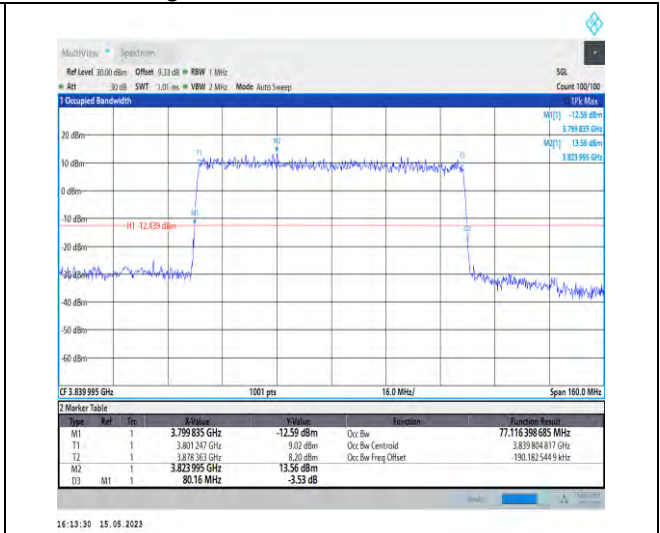 MultiView Spectrum
Ref Level 30.00 dBm Offset 9.33 dB RBW 1 MHz SGL
Att 30 dB SWT 1.01 ms VBW 2 MHz Mode Auto Sweep Count 100/100
1 Occupied Bandwidth 1Pk Max
M1[1] -12.59 dBm
3.799 835 GHz
M2[1] 13.56 dBm
3.823 995 GHz
20 dBm
M2
T1
T2
10 dBm
0 dBm
-10 dBm
M1
H1 -12.439 dBm
D3
-20 dBm
-30 dBm
-40 dBm
-50 dBm
-60 dBm
CF 3.839 995 GHz 1001 pts 16.0 MHz/ Span 160.0 MHz
2 Marker Table
Type Ref Trc X-Value Y-Value Function Function Result
M1 1 3.799 835 GHz -12.59 dBm Occ Bw 77.116 398 685 MHz
T1 1 3.801 247 GHz 9.02 dBm Occ Bw Centroid 3.839 804 817 GHz
T2 1 3.878 363 GHz 8.20 dBm Occ Bw Freq Offset -190.182 544 9 kHz
M2 1 3.823 995 GHz 13.56 dBm
D3 M1 1 80.16 MHz -3.53 dB
16:13:30 15.05.2023